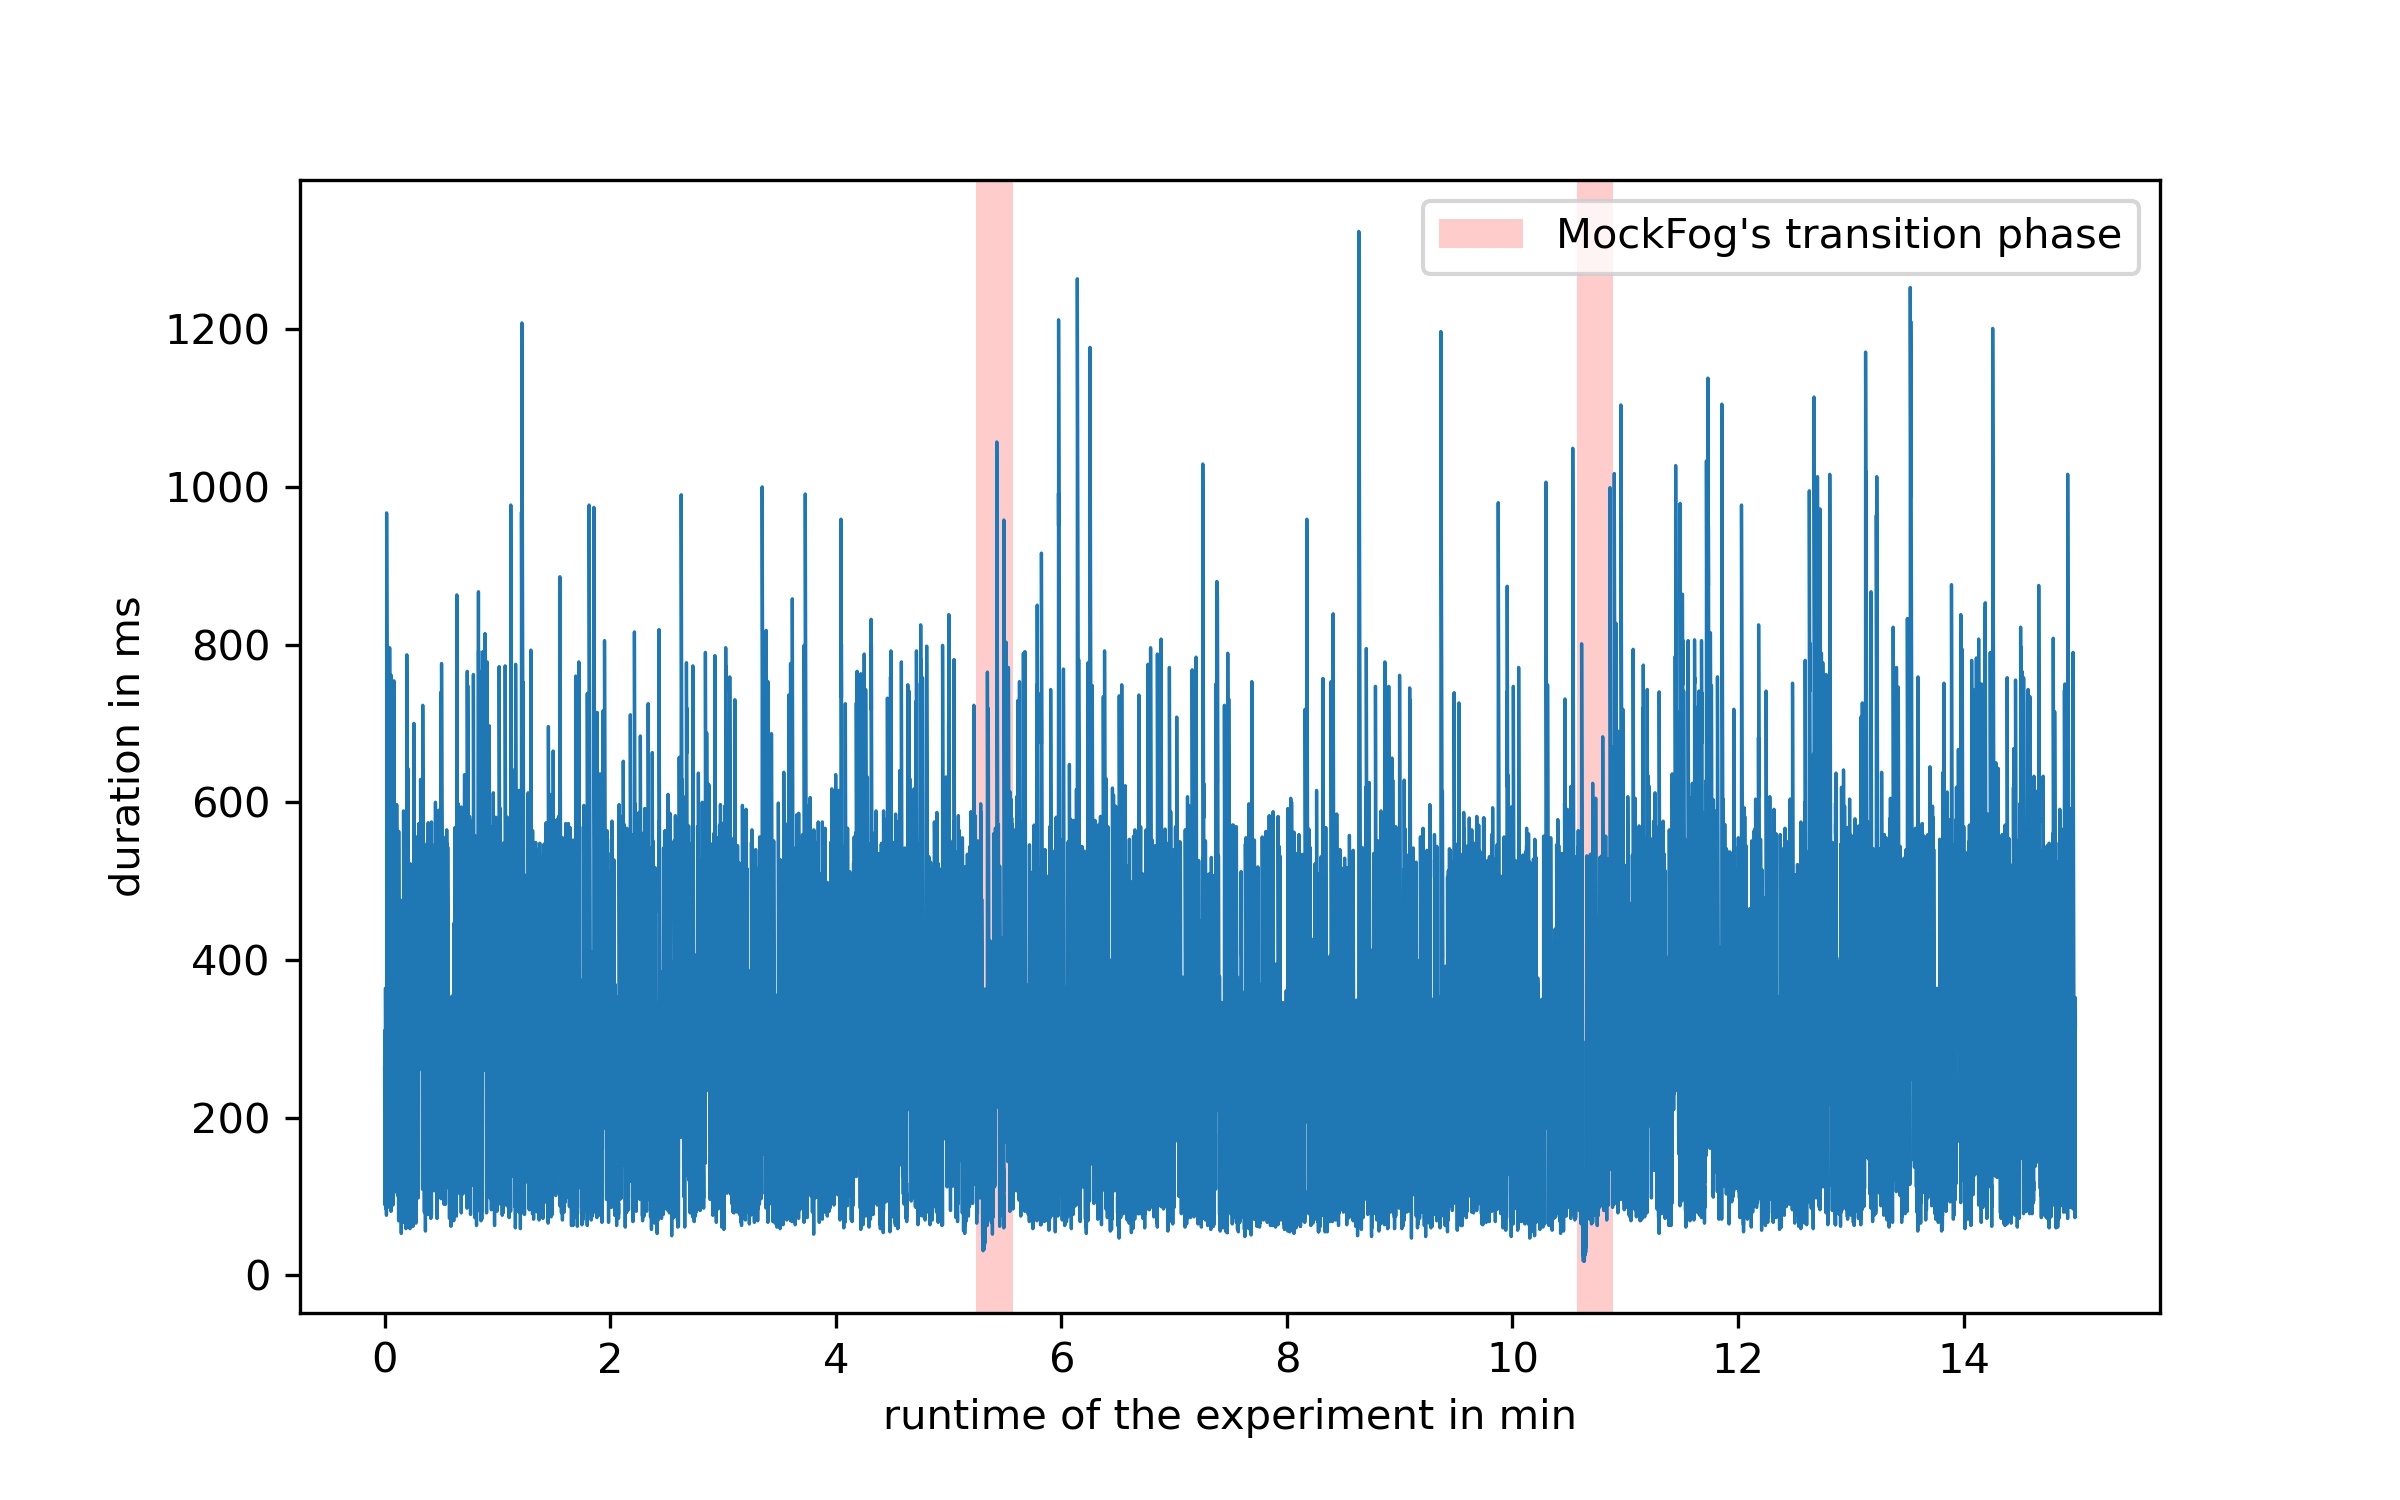 MockFog's transition phase
1200
1000
800
600
400
200
0
duration in ms
0 2 4 6 8 10 12 14
runtime of the experiment in min